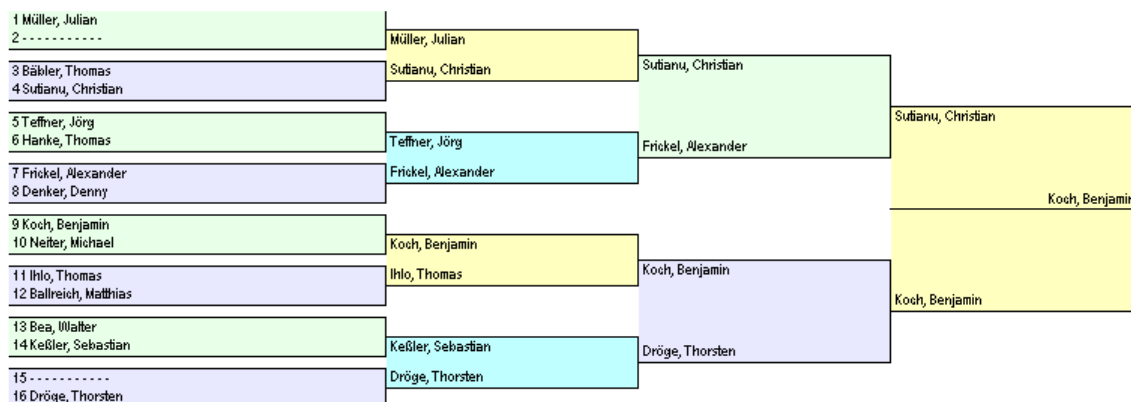 1 Müller, Julian
2 - - - - - - - - - - -
3 Bäbler, Thomas
4 Sutianu, Christian
5 Teffner, Jörg
6 Hanke, Thomas
7 Frickel, Alexander
8 Denker, Denny
9 Koch, Benjamin
10 Neiter, Michael
11 Ihlo, Thomas
12 Ballreich, Matthias
13 Bea, Walter
14 Keßler, Sebastian
15 - - - - - - - - - - -
16 Dröge, Thorsten
Müller, Julian
Sutianu, Christian
Teffner, Jörg
Frickel, Alexander
Koch, Benjamin
Ihlo, Thomas
Keßler, Sebastian
Dröge, Thorsten
Sutianu, Christian
Frickel, Alexander
Koch, Benjamin
Dröge, Thorsten
Sutianu, Christian
Koch, Benjamin
Koch, Benjamin